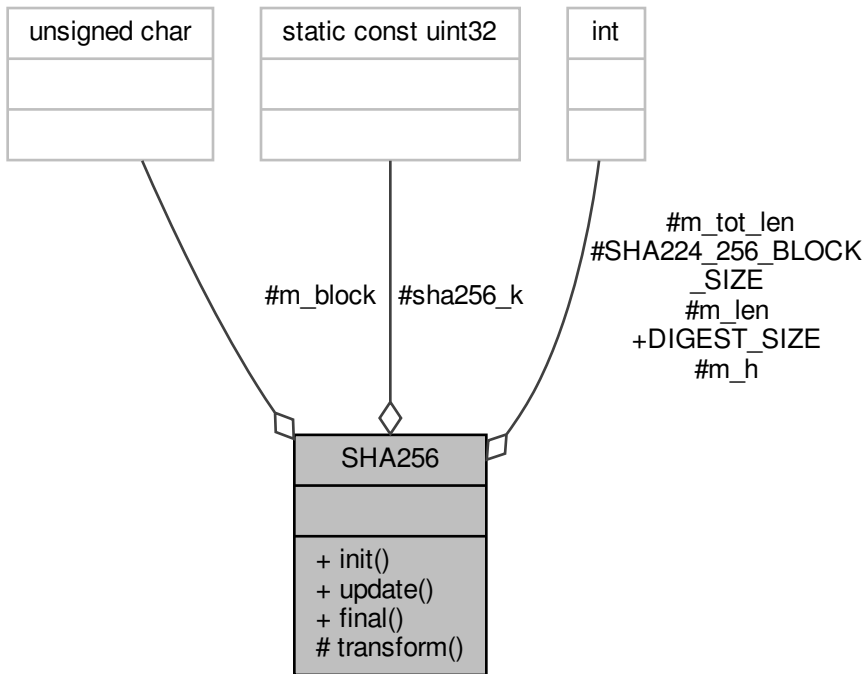 unsigned char
static const uint32
int
#m_block
#sha256_k
#m_tot_len
#SHA224_256_BLOCK
_SIZE
#m_len
+DIGEST_SIZE
#m_h
SHA256
+ init()
+ update()
+ final()
# transform()